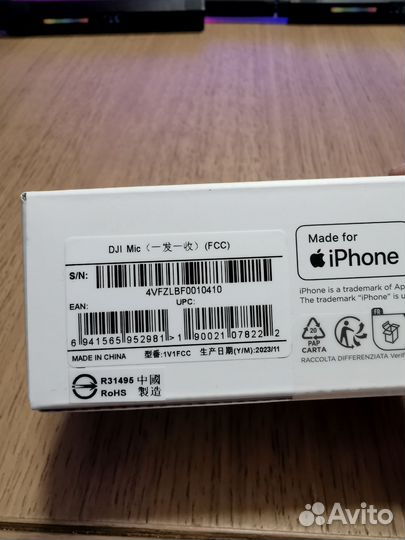 DJI Mic（一发一收）(FCC)
S/N:
4VFZLBF0010410
EAN:
UPC:
6 941565 952981 >
1 90021 07822 2
MADE IN CHINA
型番:1V1FCC
生产日期(Y/M):2023/11
R31495 中國
RoHS 製造
Made for
iPhone
iPhone is a trademark of
The trademark "iPhone" is
20
PAP
CARTA
FR
RACCOLTA DIFFERENZIATA
Avito